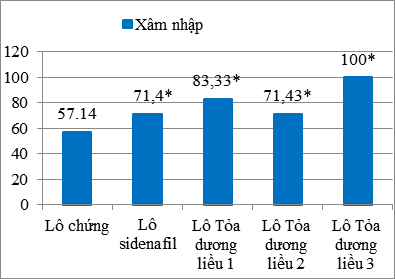 Xâm nhập
120
100
80
60
40
20
0
57.14
71,4*
83,33*
71,43*
100*
Lô chứng
Lô
sidenafil
Lô Tỏa
dương
liều 1
Lô Tỏa
dương
liều 2
Lô Tỏa
dương
liều 3